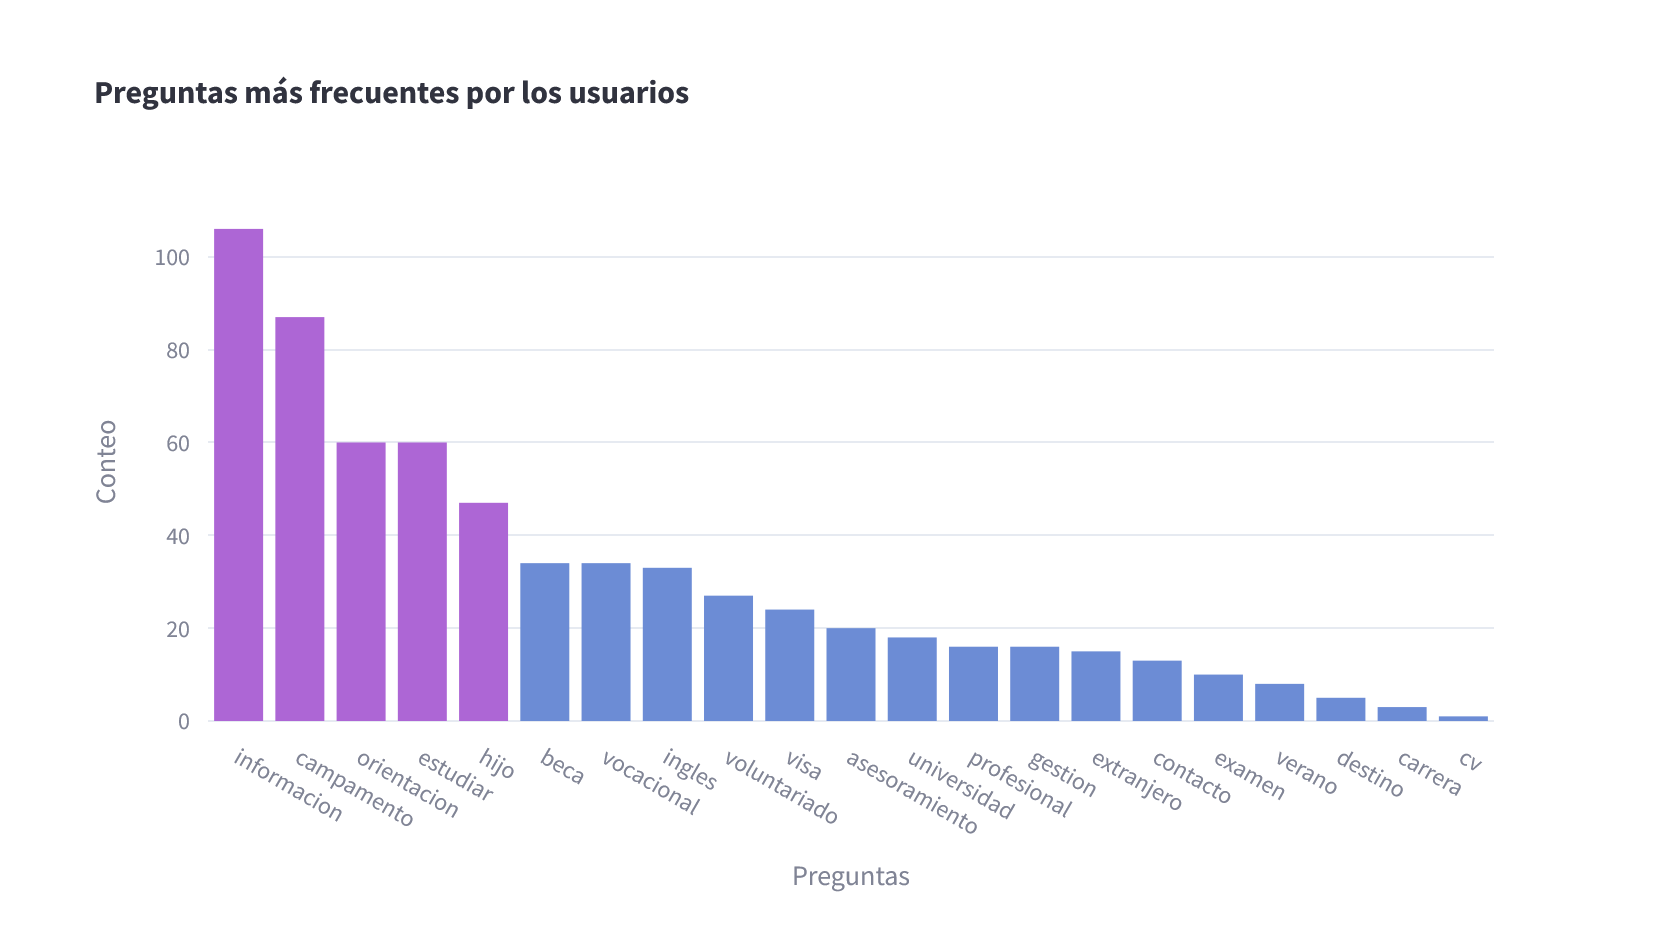 Preguntas más frecuentes por los usuarios
100
80
60
40
20
0
Conteo
informacion
campamento
orientacion
estudiar
hijo
beca
vocacional
ingles
voluntariado
visa
asesoramiento
universidad
profesional
gestion
extranjero
contacto
examen
verano
destino
carrera
cv
Preguntas